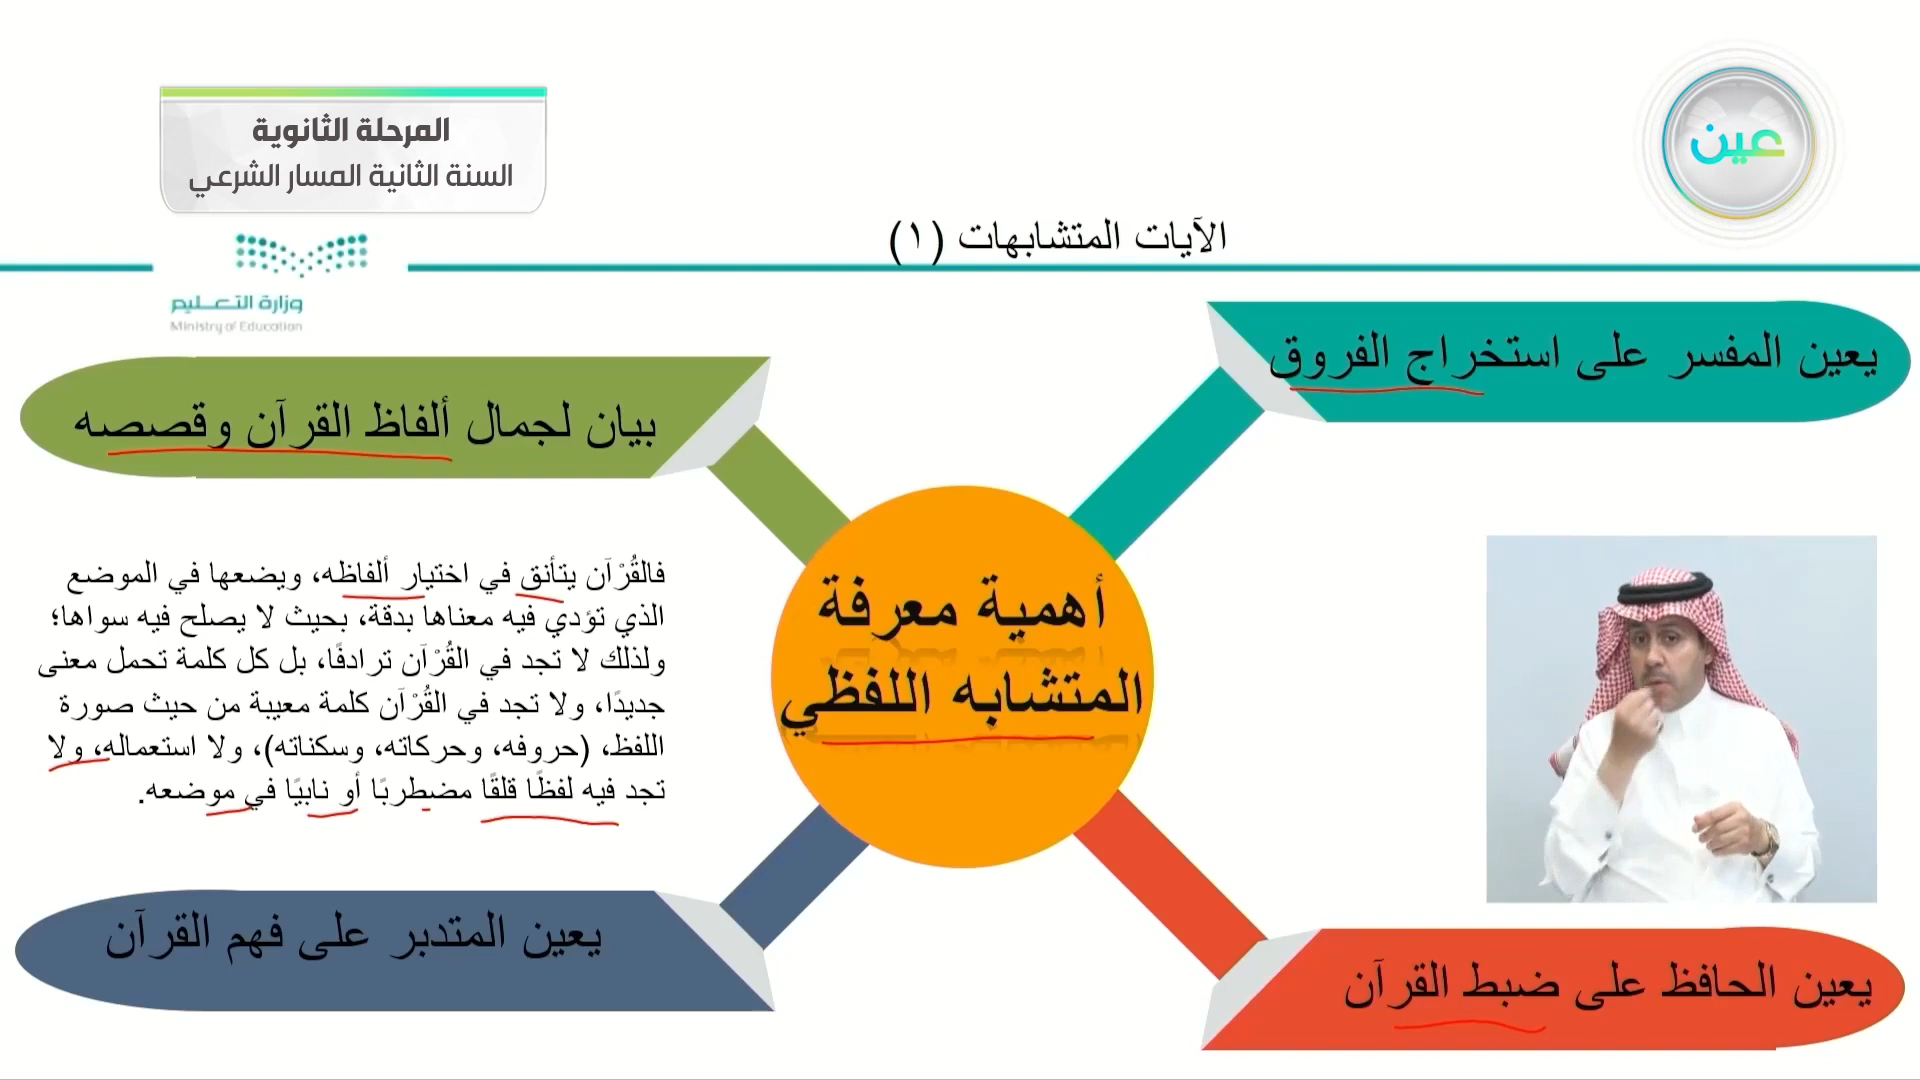 المرحلة الثانوية
السنة الثانية المسار الشرعي
عين
الآيات المتشابهات (١)
وزارة التعليم
Ministry of Education
يعين المفسر على استخراج الفروق
بيان لجمال ألفاظ القرآن وقصصه
أهمية معرفة
المتشابه اللفظي
فالقُرْآن يتأنق في اختيار ألفاظه، ويضعها في الموضع
الذي تؤدي فيه معناها بدقة، بحيث لا يصلح فيه سواها؛
ولذلك لا تجد في القُرْآن ترادفًا، بل كل كلمة تحمل معنى
جديدًا، ولا تجد في القُرْآن كلمة معيبة من حيث صورة
اللفظ، (حروفه، وحركاته، وسكناته)، ولا استعماله، ولا
تجد فيه لفظًا قلقًا مضطربًا أو نابيًا في موضعه.
يعين المتدبر على فهم القرآن
يعين الحافظ على ضبط القرآن